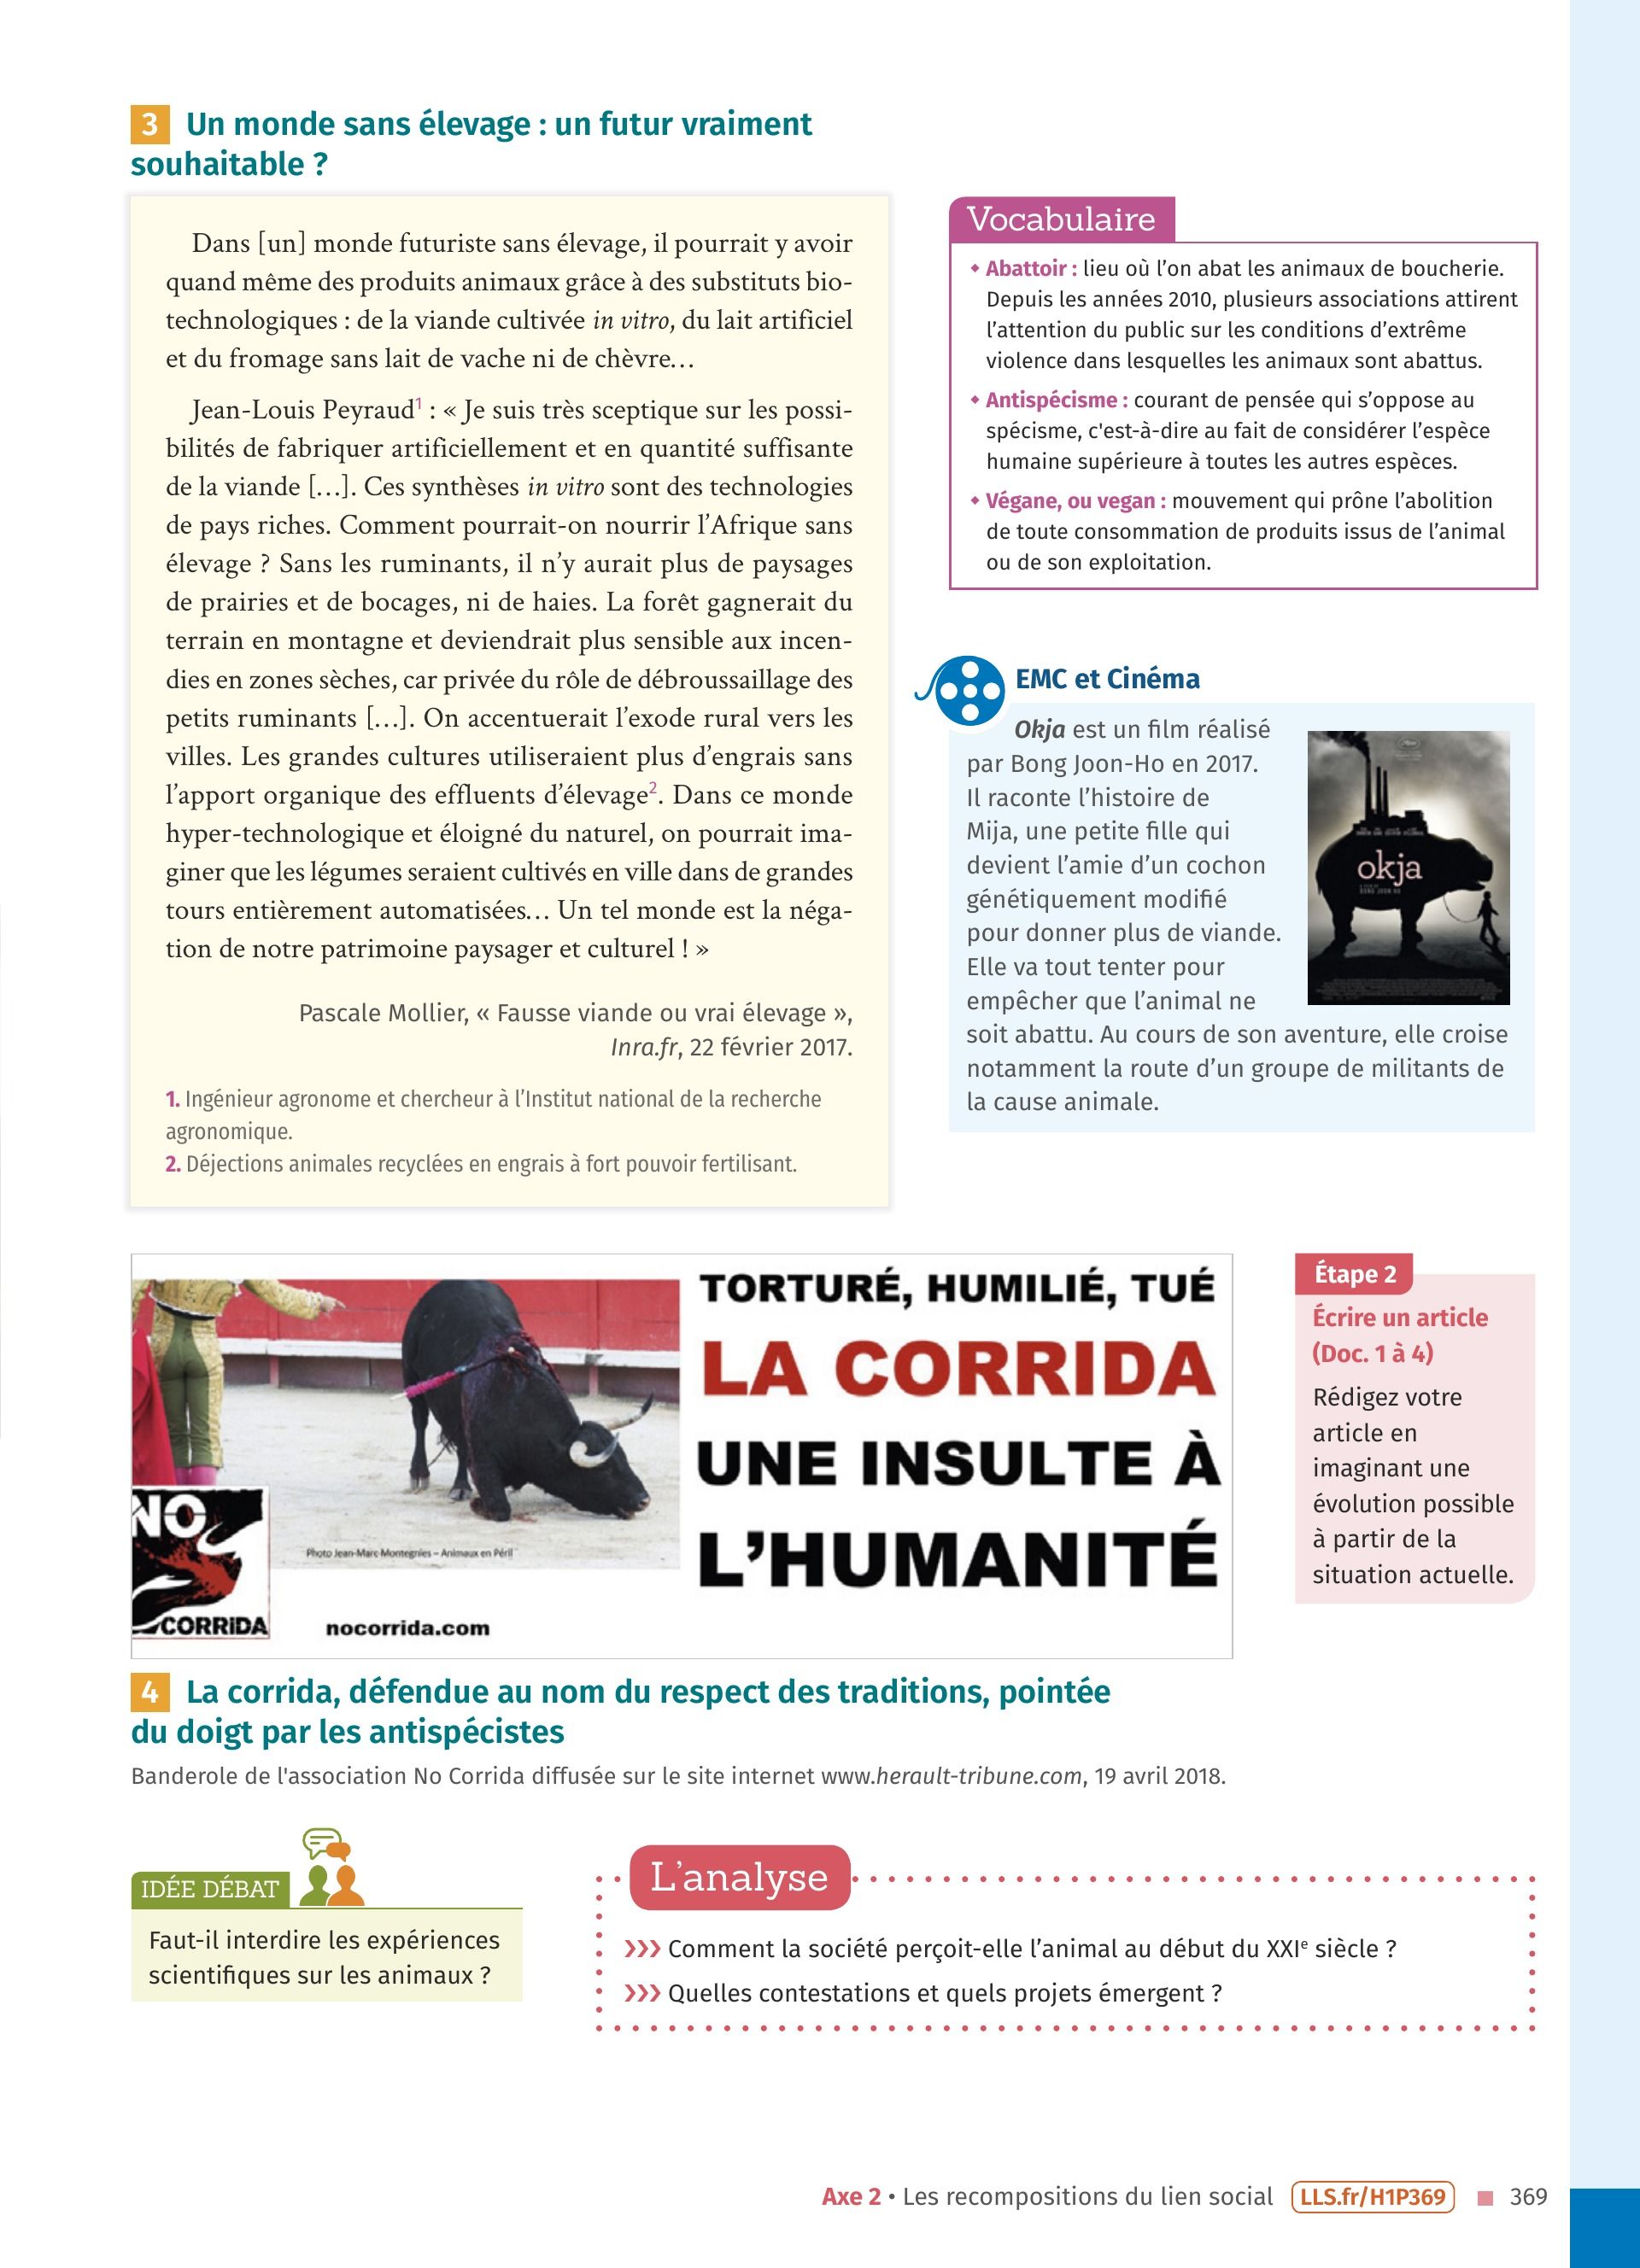 3 Un monde sans élevage : un futur vraiment
souhaitable ?
Dans [un] monde futuriste sans élevage, il pourrait y avoir
quand même des produits animaux grâce à des substituts bio-
technologiques : de la viande cultivée in vitro, du lait artificiel
et du fromage sans lait de vache ni de chèvre…
Jean-Louis Peyraud1 : « Je suis très sceptique sur les possi-
bilités de fabriquer artificiellement et en quantité suffisante
de la viande […]. Ces synthèses in vitro sont des technologies
de pays riches. Comment pourrait-on nourrir l’Afrique sans
élevage ? Sans les ruminants, il n’y aurait plus de paysages
de prairies et de bocages, ni de haies. La forêt gagnerait du
terrain en montagne et deviendrait plus sensible aux incen-
dies en zones sèches, car privée du rôle de débroussaillage des
petits ruminants […]. On accentuerait l’exode rural vers les
villes. Les grandes cultures utiliseraient plus d’engrais sans
l’apport organique des effluents d’élevage2. Dans ce monde
hyper-technologique et éloigné du naturel, on pourrait ima-
giner que les légumes seraient cultivés en ville dans de grandes
tours entièrement automatisées… Un tel monde est la néga-
tion de notre patrimoine paysager et culturel ! »
Pascale Mollier, « Fausse viande ou vrai élevage »,
Inra.fr, 22 février 2017.
1. Ingénieur agronome et chercheur à l’Institut national de la recherche
agronomique.
2. Déjections animales recyclées en engrais à fort pouvoir fertilisant.
Vocabulaire
Abattoir : lieu où l’on abat les animaux de boucherie.
Depuis les années 2010, plusieurs associations attirent
l’attention du public sur les conditions d’extrême
violence dans lesquelles les animaux sont abattus.
Antispécisme : courant de pensée qui s’oppose au
spécisme, c'est-à-dire au fait de considérer l’espèce
humaine supérieure à toutes les autres espèces.
Végane, ou vegan : mouvement qui prône l’abolition
de toute consommation de produits issus de l’animal
ou de son exploitation.
EMC et Cinéma
Okja est un film réalisé
par Bong Joon-Ho en 2017.
Il raconte l’histoire de
Mija, une petite fille qui
devient l’amie d’un cochon
génétiquement modifié
pour donner plus de viande.
Elle va tout tenter pour
empêcher que l’animal ne
soit abattu. Au cours de son aventure, elle croise
notamment la route d’un groupe de militants de
la cause animale.
okja
TORTURÉ, HUMILIÉ, TUÉ
LA CORRIDA
UNE INSULTE À
L’HUMANITÉ
Photo Jean-Marc Montegnies – Animaux en Péril
NO
CORRIDA
nocorrida.com
Étape 2
Écrire un article
(Doc. 1 à 4)
Rédigez votre
article en
imaginant une
évolution possible
à partir de la
situation actuelle.
4 La corrida, défendue au nom du respect des traditions, pointée
du doigt par les antispécistes
Banderole de l'association No Corrida diffusée sur le site internet www.herault-tribune.com, 19 avril 2018.
IDÉE DÉBAT
Faut-il interdire les expériences
scientifiques sur les animaux ?
L’analyse
Comment la société perçoit-elle l’animal au début du XXIe siècle ?
Quelles contestations et quels projets émergent ?
Axe 2 • Les recompositions du lien social LLS.fr/H1P369 369